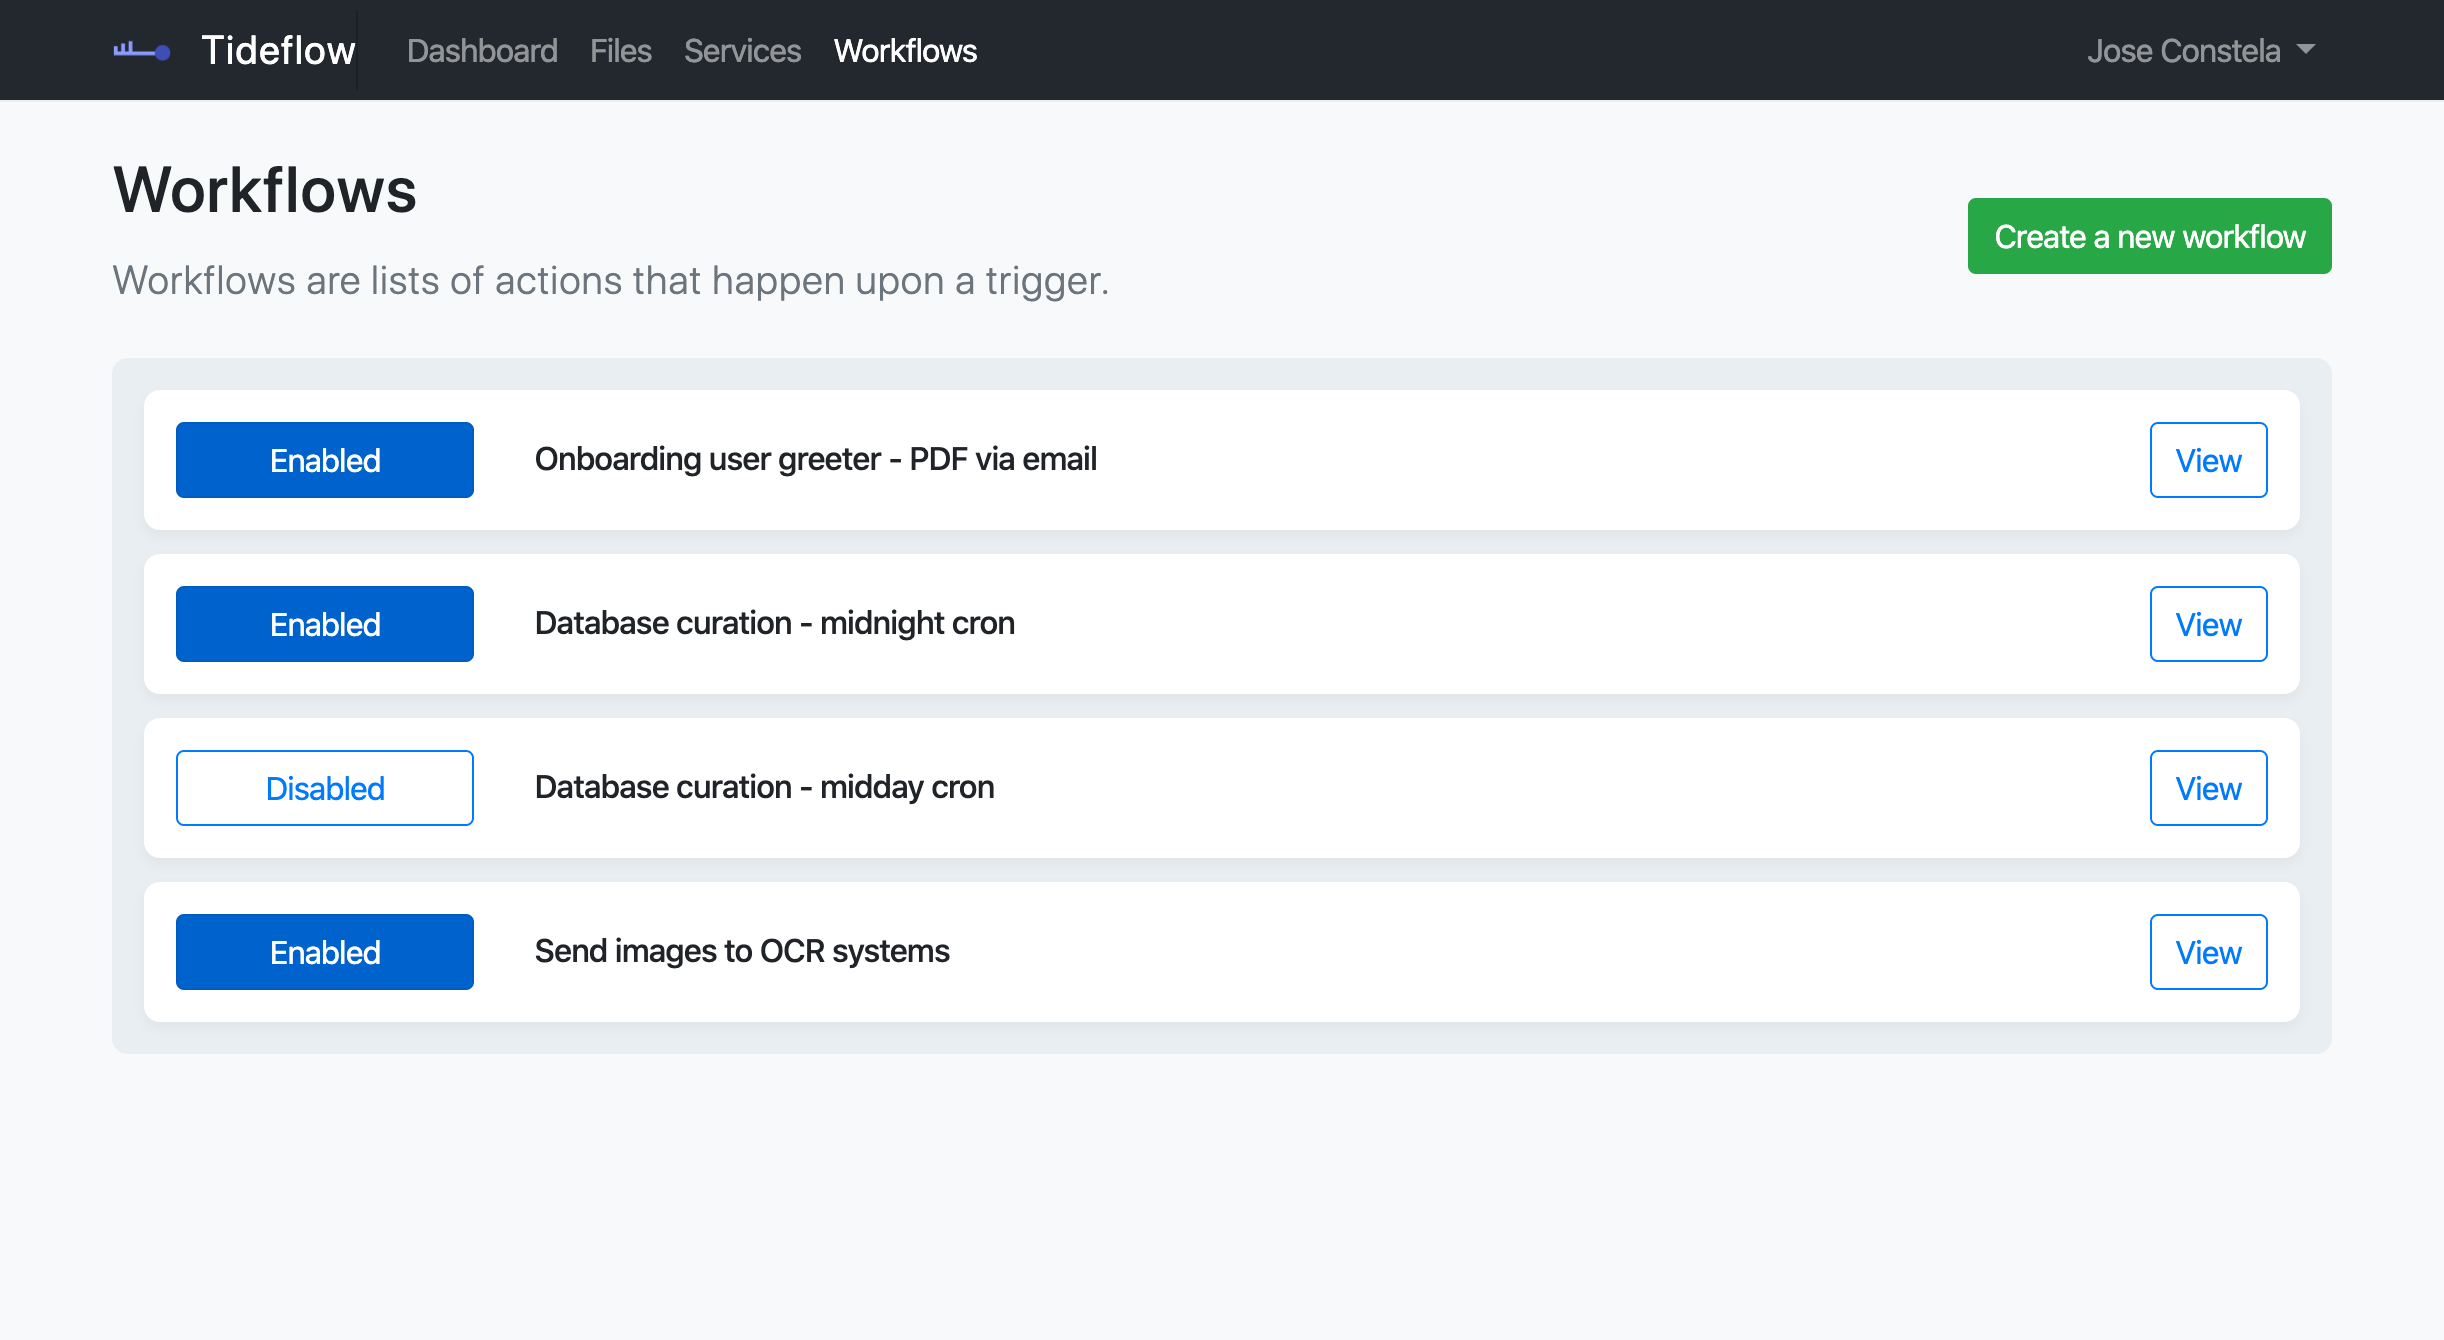 Tideflow Dashboard Files Services Workflows Jose Constela
Workflows
Create a new workflow
Workflows are lists of actions that happen upon a trigger.
Enabled Onboarding user greeter - PDF via email View
Enabled Database curation - midnight cron View
Disabled Database curation - midday cron View
Enabled Send images to OCR systems View